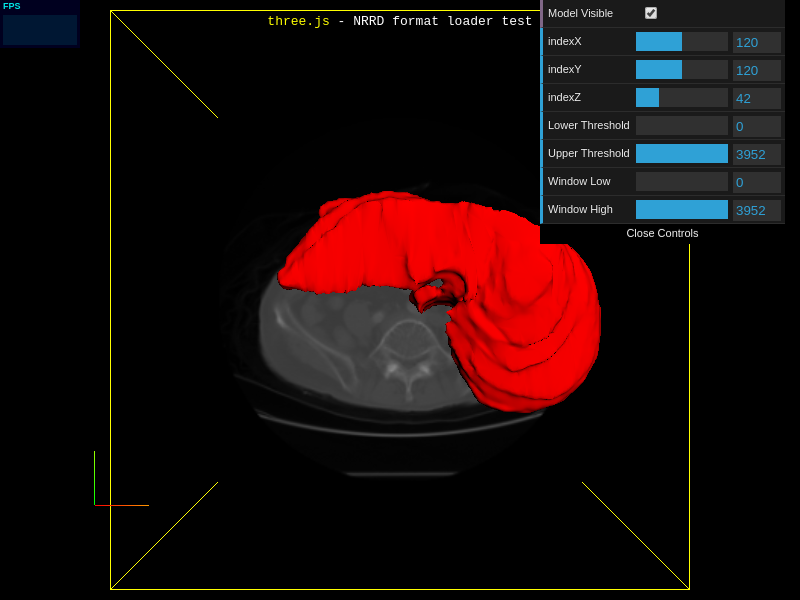 FPS
three.js - NRRD format loader test
Model Visible
indexX 120
indexY 120
indexZ 42
Lower Threshold 0
Upper Threshold 3952
Window Low 0
Window High 3952
Close Controls